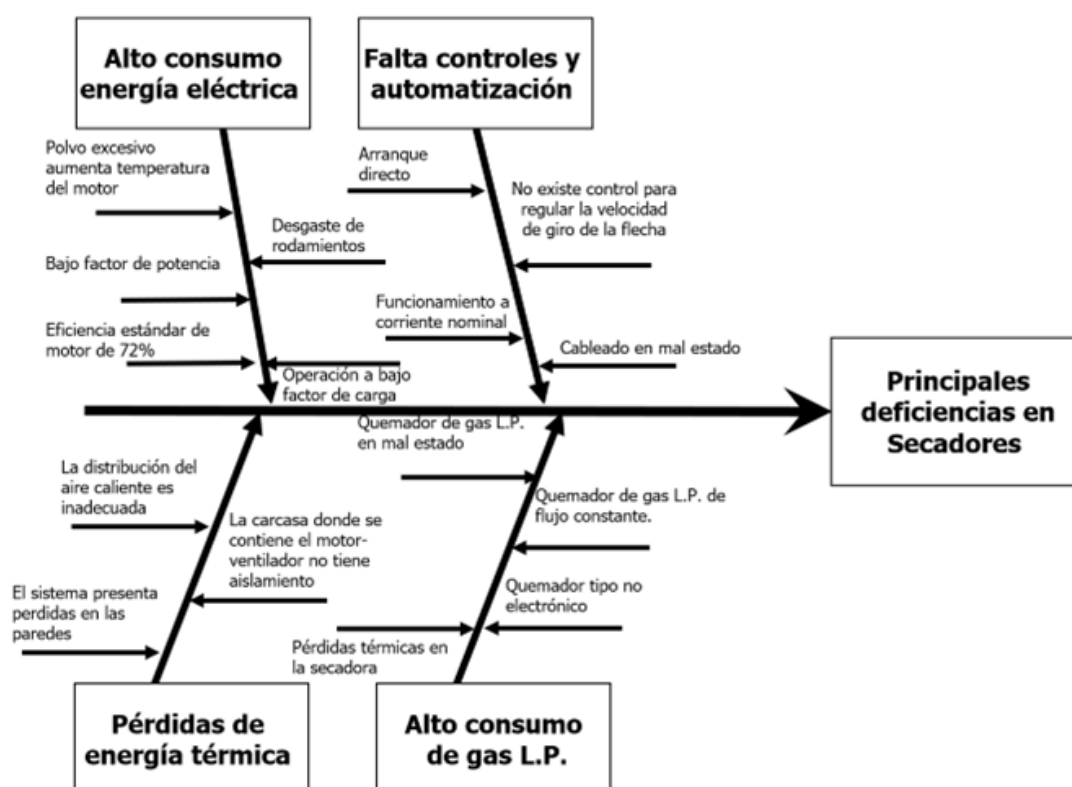 Alto consumo
energía eléctrica
Falta controles y
automatización
Polvo excesivo
aumenta temperatura
del motor
Desgaste de
rodamientos
Bajo factor de potencia
Eficiencia estándar de
motor de 72%
Operación a bajo
factor de carga
Arranque
directo
No existe control para
regular la velocidad
de giro de la flecha
Funcionamiento a
corriente nominal
Cableado en mal estado
Principales
deficiencias en
Secadores
La distribución del
aire caliente es
inadecuada
La carcasa donde se
contiene el motor-
ventilador no tiene
aislamiento
El sistema presenta
perdidas en las
paredes
Quemador de gas L.P.
en mal estado
Quemador de gas L.P. de
flujo constante.
Quemador tipo no
electrónico
Pérdidas térmicas en
la secadora
Pérdidas de
energía térmica
Alto consumo
de gas L.P.